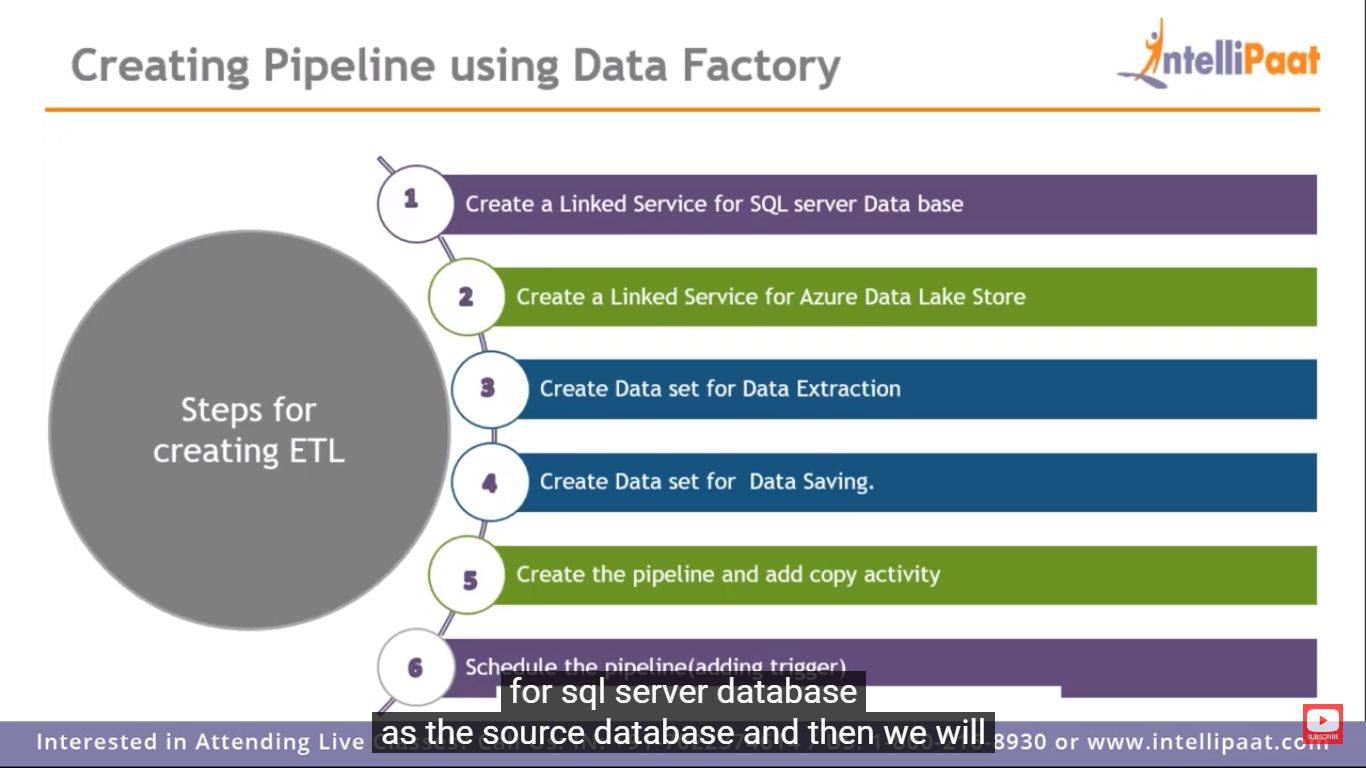 Creating Pipeline using Data Factory
IntelliPaat
1
Create a Linked Service for SQL server Data base
2
Create a Linked Service for Azure Data Lake Store
3
Create Data set for Data Extraction
Steps for
creating ETL
4
Create Data set for Data Saving.
5
Create the pipeline and add copy activity
6
Schedule the pipeline(adding trigger)
for sql server database
as the source database and then we will
Interested in Attending Live 8930 or www.intellipaat.com
SUBSCRIBE